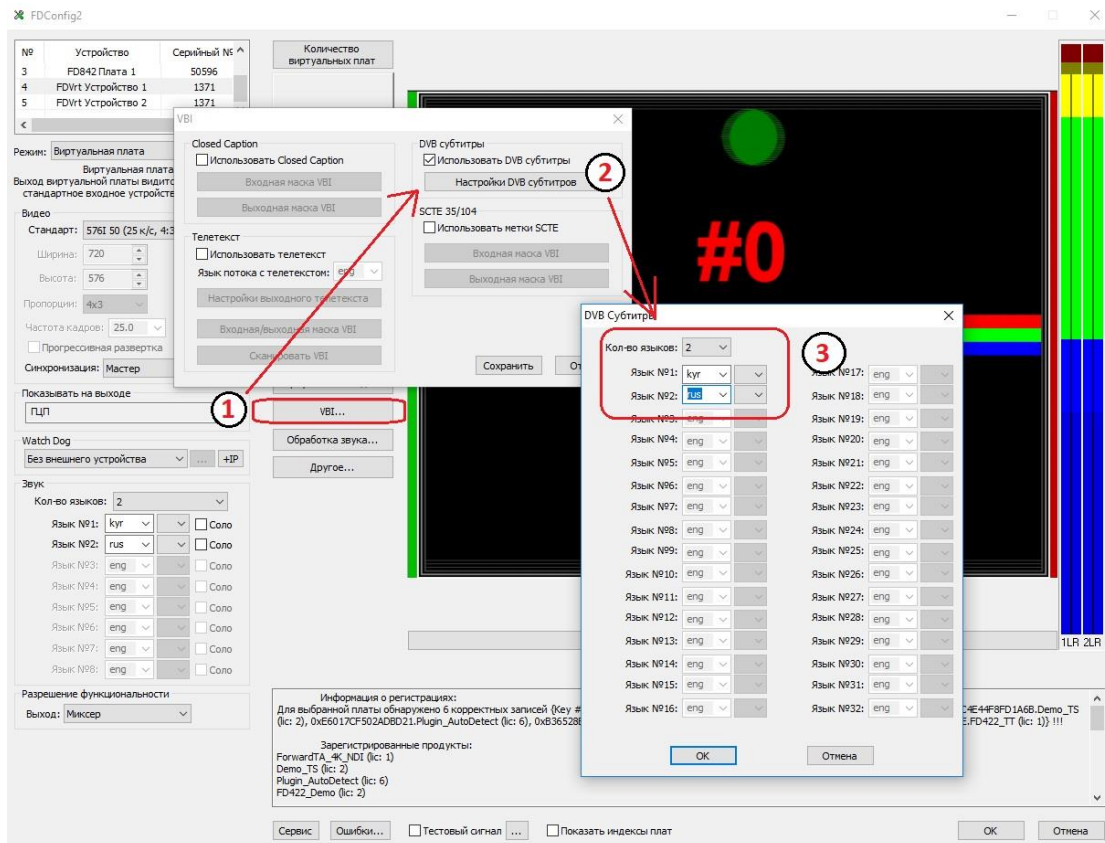 FDConfig2
№ Устройство Серийный №
3 FD842 Плата 1 50596
4 FDVrt Устройство 1 1371
5 FDVrt Устройство 2 1371
Режим: Виртуальная плата
Виртуальная плата
Выход виртуальной платы видитс
стандартное входное устройств
Видео
Стандарт: 576I 50 (25 к/с, 4:3
Ширина: 720
Высота: 576
Пропорции: 4x3
Частота кадров: 25.0
Прогрессивная развертка
Синхронизация: Мастер
Показывать на выходе
ГЦП
Watch Dog
Без внешнего устройства ... +IP
Звук
Кол-во языков: 2
Язык №1: kyr Соло
Язык №2: rus Соло
Язык №3: eng Соло
Язык №4: eng Соло
Язык №5: eng Соло
Язык №6: eng Соло
Язык №7: eng Соло
Язык №8: eng Соло
Разрешение функциональности
Выход: Миксер
Количество
виртуальных плат
1
VBI...
Обработка звука...
Другое...
VBI
Closed Caption
Использовать Closed Caption
Входная маска VBI
Выходная маска VBI
Телетекст
Использовать телетекст
Язык потока с телетекстом: eng
Настройки выходного телетекста
Входная/выходная маска VBI
Сканировать VBI
DVB субтитры
Использовать DVB субтитры
Настройки DVB субтитров
2
SCTE 35/104
Использовать метки SCTE
Входная маска VBI
Выходная маска VBI
Сохранить От
#0
DVB Субтитры
Кол-во языков: 2
3
Язык №1: kyr
Язык №2: rus
Язык №3: eng
Язык №4: eng
Язык №5: eng
Язык №6: eng
Язык №7: eng
Язык №8: eng
Язык №9: eng
Язык №10: eng
Язык №11: eng
Язык №12: eng
Язык №13: eng
Язык №14: eng
Язык №15: eng
Язык №16: eng
Язык №17: eng
Язык №18: eng
Язык №19: eng
Язык №20: eng
Язык №21: eng
Язык №22: eng
Язык №23: eng
Язык №24: eng
Язык №25: eng
Язык №26: eng
Язык №27: eng
Язык №28: eng
Язык №29: eng
Язык №30: eng
Язык №31: eng
Язык №32: eng
OK Отмена
1LR 2LR
Информация о регистрациях:
Для выбранной платы обнаружено 6 корректных записей {Key # C4E44F8FD1A6B.Demo_TS
(lic: 2), 0xE6017CF502ADBD21.Plugin_AutoDetect (lic: 6), 0xB36528 E.FD422_TT (lic: 1)} !!!
Зарегистрированные продукты:
ForwardTA_4K_NDI (lic: 1)
Demo_TS (lic: 2)
Plugin_AutoDetect (lic: 6)
FD422_Demo (lic: 2)
Сервис Ошибки... Тестовый сигнал ... Показать индексы плат OK Отмена